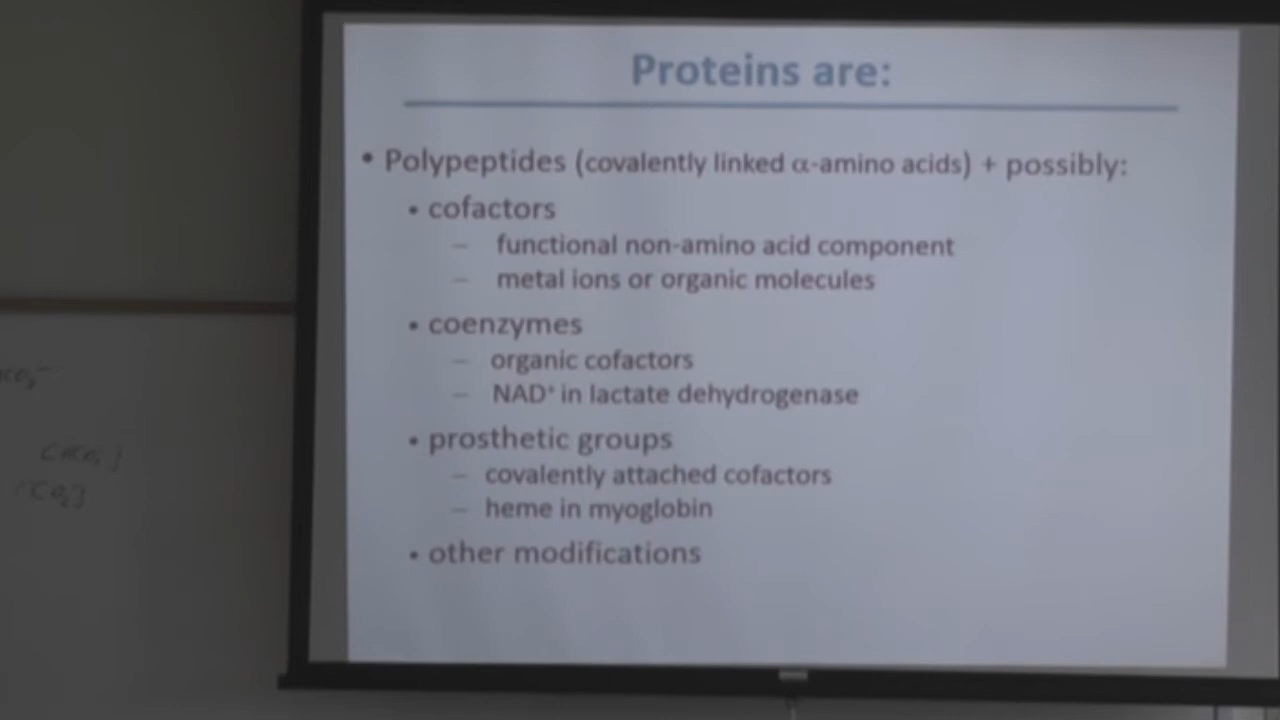 Proteins are:
• Polypeptides (covalently linked α-amino acids) + possibly:
• cofactors
– functional non-amino acid component
– metal ions or organic molecules
• coenzymes
– organic cofactors
– NAD⁺ in lactate dehydrogenase
• prosthetic groups
– covalently attached cofactors
– heme in myoglobin
• other modifications